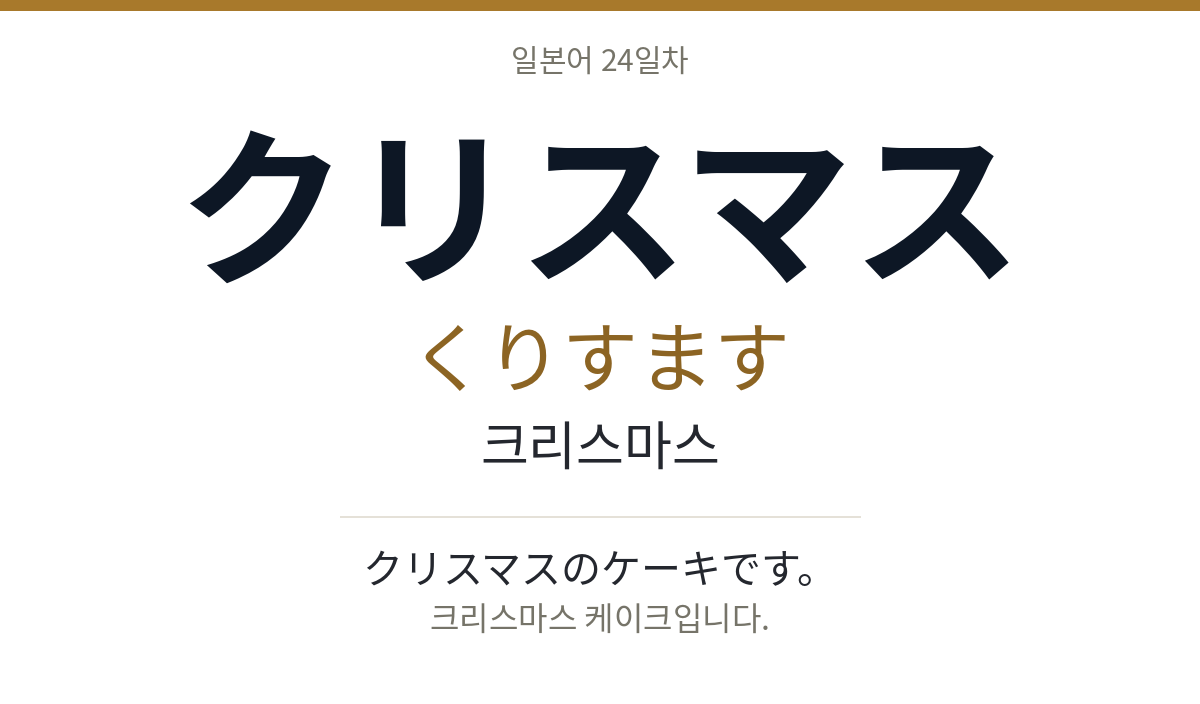 일본어 24일차
クリスマス
くりすます
크리스마스
クリスマスのケーキです。
크리스마스 케이크입니다.